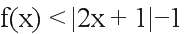 f(x) < |2x + 1|–1